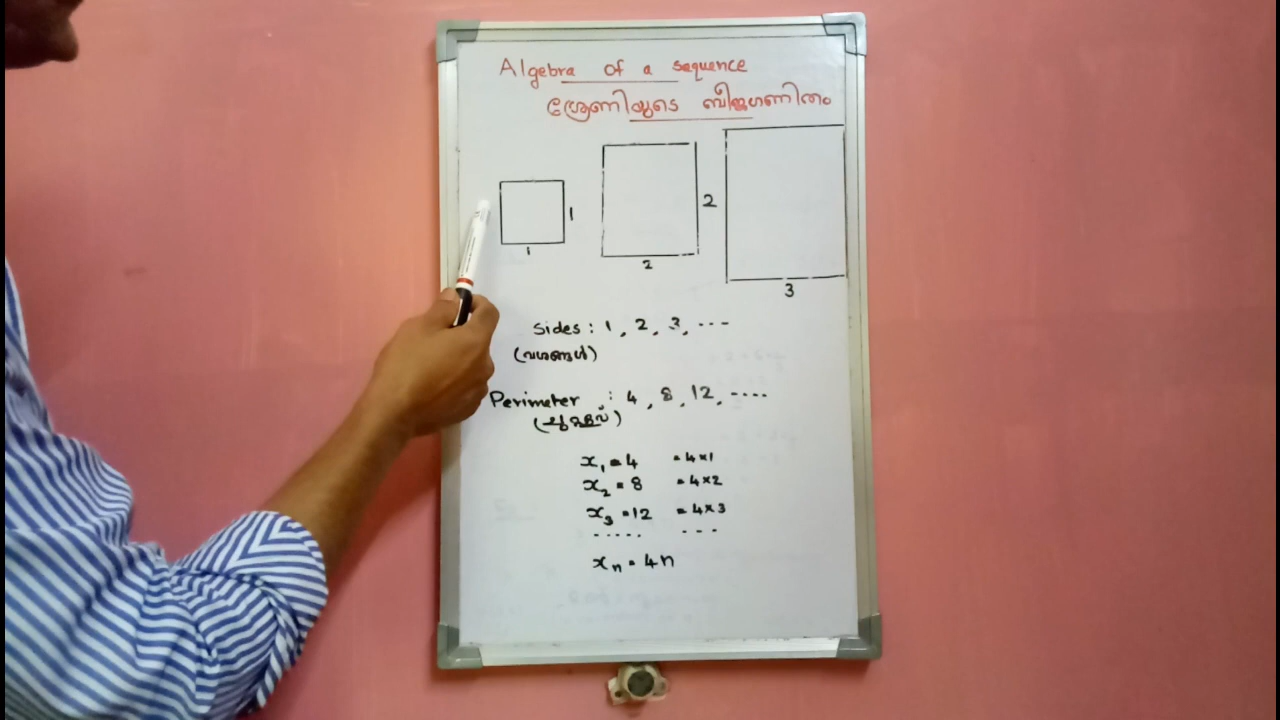 Algebra of a sequence
ശ്രേണിയുടെ ബീജഗണിതം
1
1
2
2
3
Sides : 1 , 2 , 3 , ---
(വശങ്ങൾ)
Perimeter : 4 , 8 , 12 , ----
(ചുറ്റളവ്)
x₁ = 4 = 4×1
x₂ = 8 = 4×2
x₃ = 12 = 4×3
----- ---
xₙ = 4n